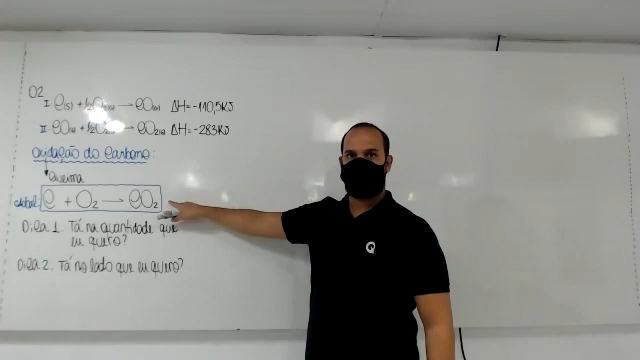 02
I C(s) + ½O₂(g) → CO(g) ΔH = -110,5KJ
II CO(g) + ½O₂(g) → CO₂(g) ΔH = -283KJ
Oxidação do Carbono:
Queima
Global: C + O₂ → CO₂
Dica 1. Tá na quantidade que
eu quero?
Dica 2. Tá no lado que eu quero?
Q